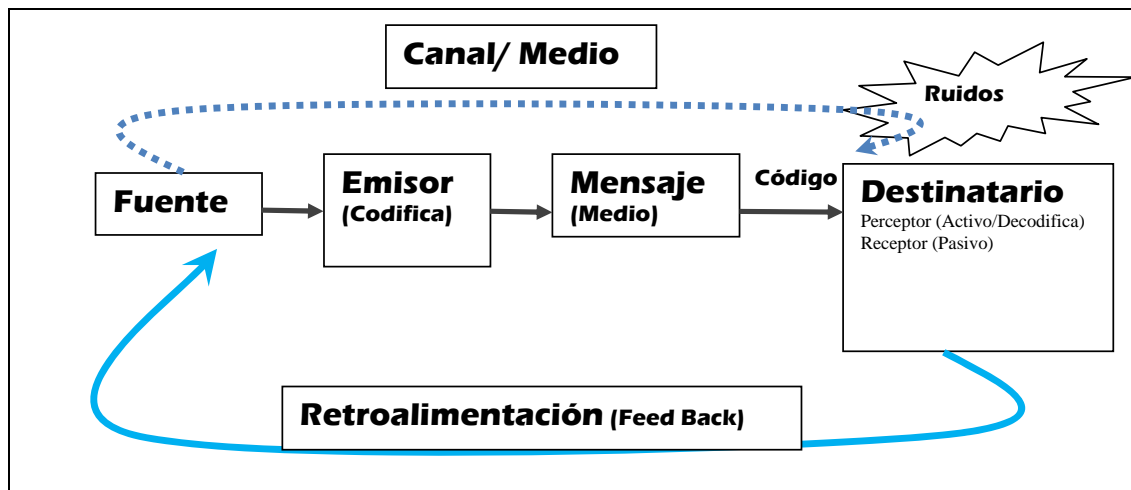 Canal/ Medio
Ruidos
Fuente
Emisor
(Codifica)
Mensaje
(Medio)
Código
Destinatario
Perceptor (Activo/Decodifica)
Receptor (Pasivo)
Retroalimentación (Feed Back)